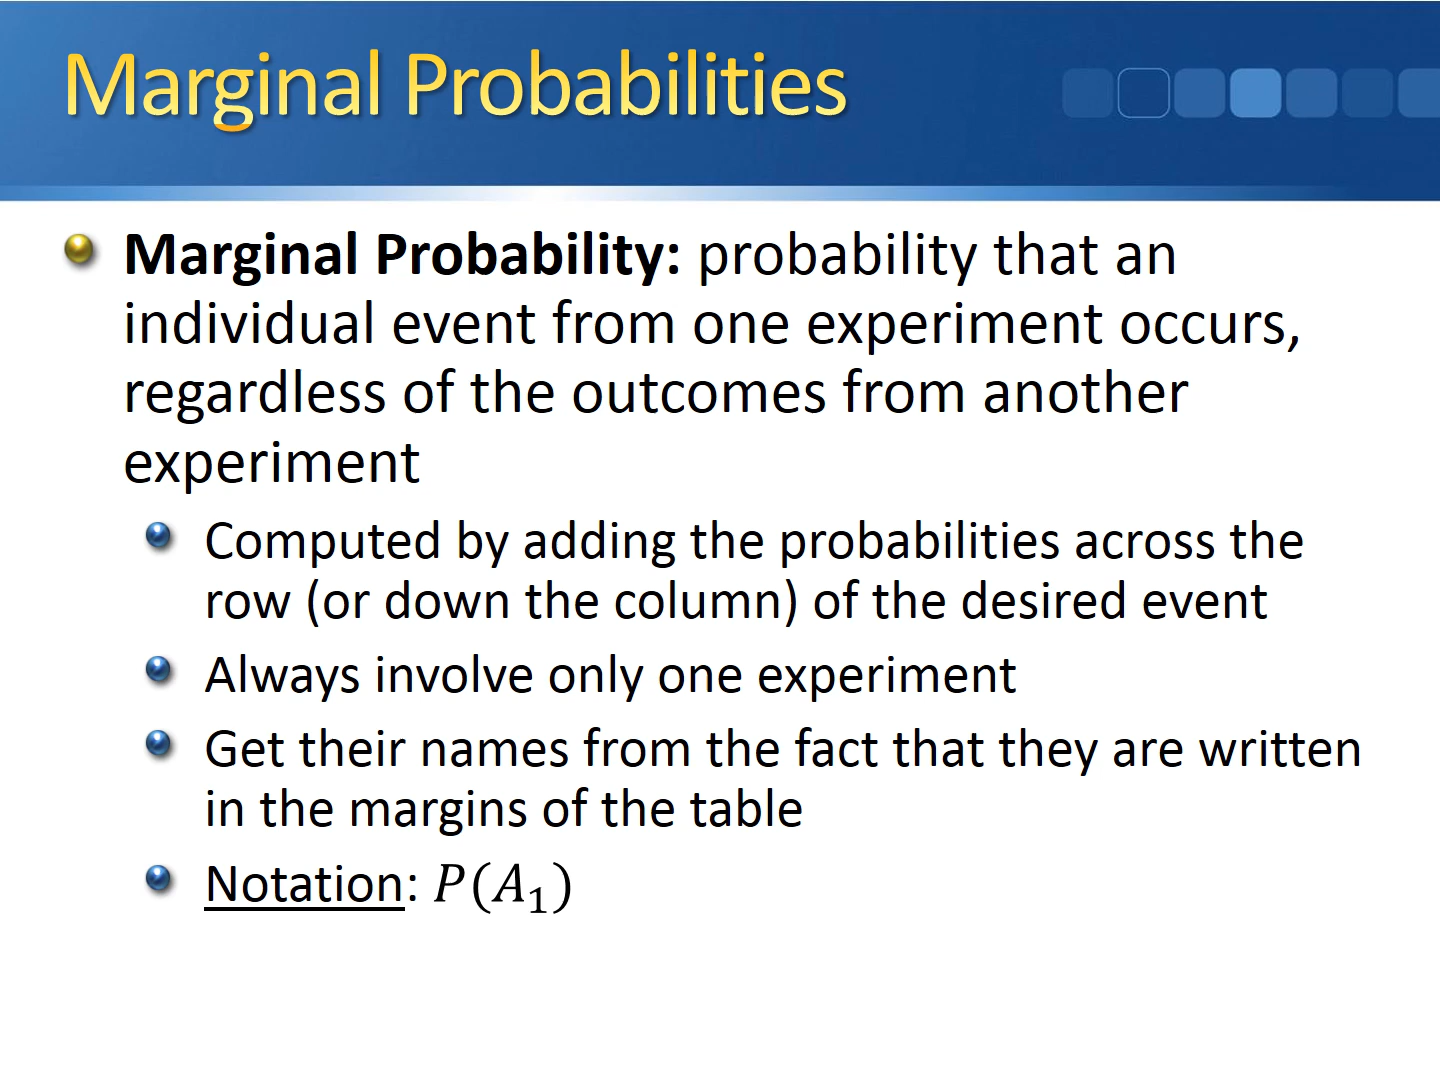 Marginal Probabilities
Marginal Probability: probability that an
individual event from one experiment occurs,
regardless of the outcomes from another
experiment
Computed by adding the probabilities across the
row (or down the column) of the desired event
Always involve only one experiment
Get their names from the fact that they are written
in the margins of the table
Notation: P(A₁)